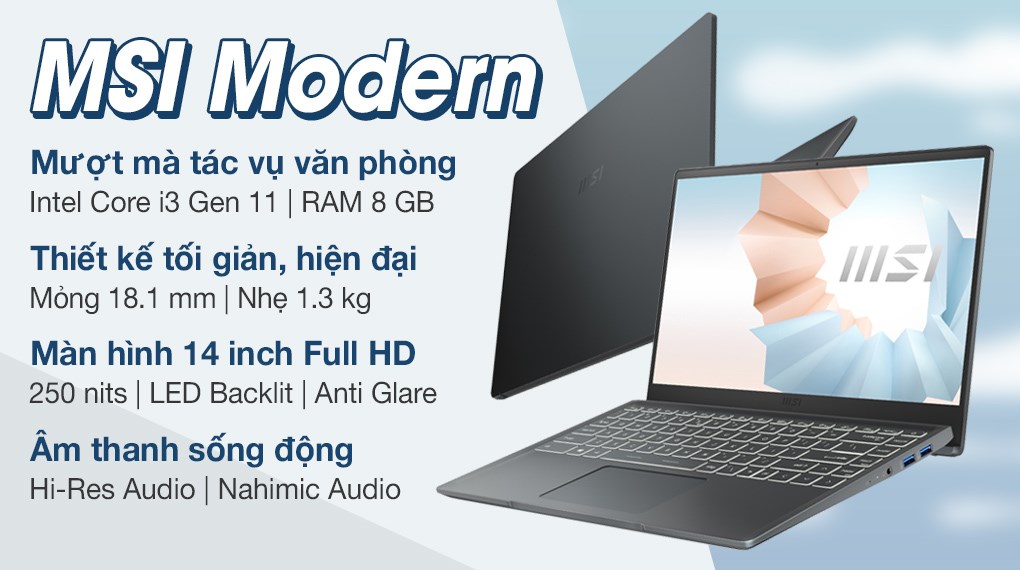 MSI Modern
Mượt mà tác vụ văn phòng
Intel Core i3 Gen 11 | RAM 8 GB
Thiết kế tối giản, hiện đại
Mỏng 18.1 mm | Nhẹ 1.3 kg
Màn hình 14 inch Full HD
250 nits | LED Backlit | Anti Glare
Âm thanh sống động
Hi-Res Audio | Nahimic Audio
msi
msi
msi